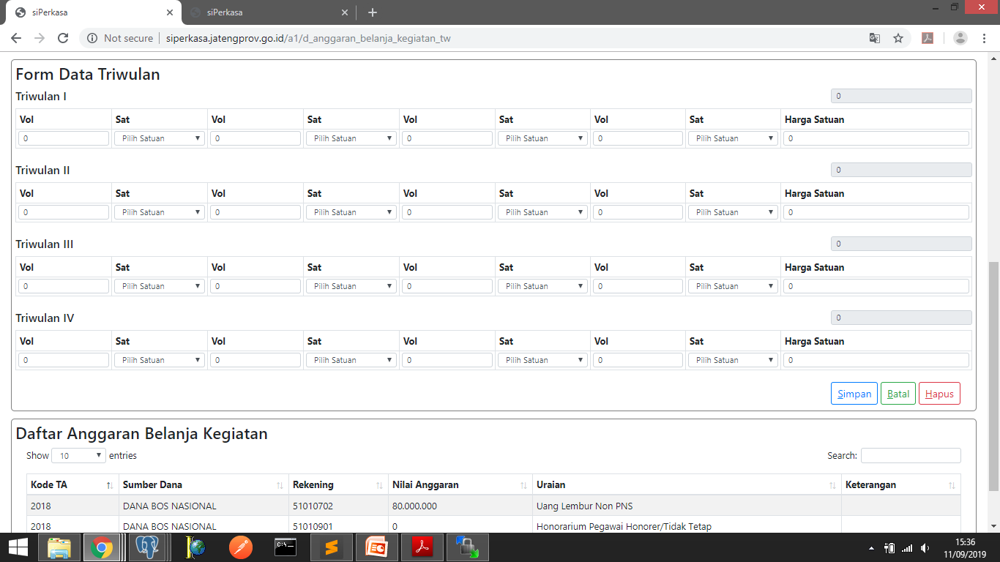 siPerkasa
siPerkasa
Not secure siperkasa.jatengprov.go.id/a1/d_anggaran_belanja_kegiatan_tw
Form Data Triwulan
Triwulan I 0
Vol Sat Vol Sat Vol Sat Vol Sat Harga Satuan
0 Pilih Satuan 0 Pilih Satuan 0 Pilih Satuan 0 Pilih Satuan 0
Triwulan II 0
Vol Sat Vol Sat Vol Sat Vol Sat Harga Satuan
0 Pilih Satuan 0 Pilih Satuan 0 Pilih Satuan 0 Pilih Satuan 0
Triwulan III 0
Vol Sat Vol Sat Vol Sat Vol Sat Harga Satuan
0 Pilih Satuan 0 Pilih Satuan 0 Pilih Satuan 0 Pilih Satuan 0
Triwulan IV 0
Vol Sat Vol Sat Vol Sat Vol Sat Harga Satuan
0 Pilih Satuan 0 Pilih Satuan 0 Pilih Satuan 0 Pilih Satuan 0
Simpan Batal Hapus
Daftar Anggaran Belanja Kegiatan
Show 10 entries Search:
Kode TA Sumber Dana Rekening Nilai Anggaran Uraian Keterangan
2018 DANA BOS NASIONAL 51010702 80.000.000 Uang Lembur Non PNS
2018 DANA BOS NASIONAL 51010901 0 Honorarium Pegawai Honorer/Tidak Tetap
15:36
11/09/2019